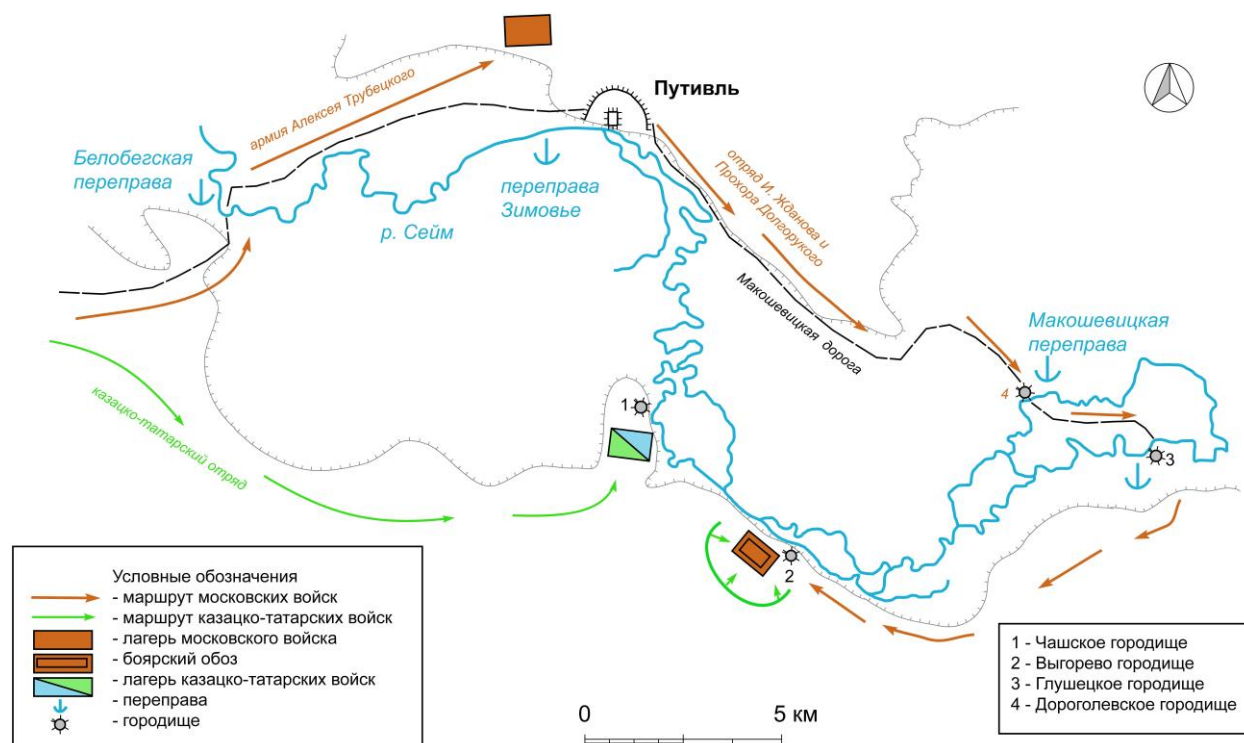 армия Алексея Трубецкого
Путивль
Белобегская
переправа
переправа
Зимовье
р. Сейм
отряд И. Жданова и
Прохора Долгорукого
Макошевицкая дорога
Макошевицкая
переправа
4
1
3
казацко-татарский отряд
2
Условные обозначения
- маршрут московских войск
- маршрут казацко-татарских войск
- лагерь московского войска
- боярский обоз
- лагерь казацко-татарских войск
- переправа
- городище
0 5 км
1 - Чашское городище
2 - Выгорево городище
3 - Глушецкое городище
4 - Дороголевское городище